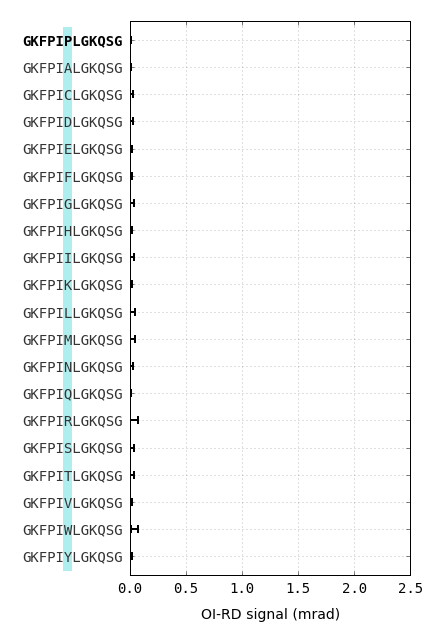 GKFPIPLGKQSG
GKFPIALGKQSG
GKFPICLGKQSG
GKFPIDLGKQSG
GKFPIELGKQSG
GKFPIFLGKQSG
GKFPIGLGKQSG
GKFPIHLGKQSG
GKFPIILGKQSG
GKFPIKLGKQSG
GKFPILLGKQSG
GKFPIMLGKQSG
GKFPINLGKQSG
GKFPIQLGKQSG
GKFPIRLGKQSG
GKFPISLGKQSG
GKFPITLGKQSG
GKFPIVLGKQSG
GKFPIWLGKQSG
GKFPIYLGKQSG
0.0 0.5 1.0 1.5 2.0 2.5
OI-RD signal (mrad)